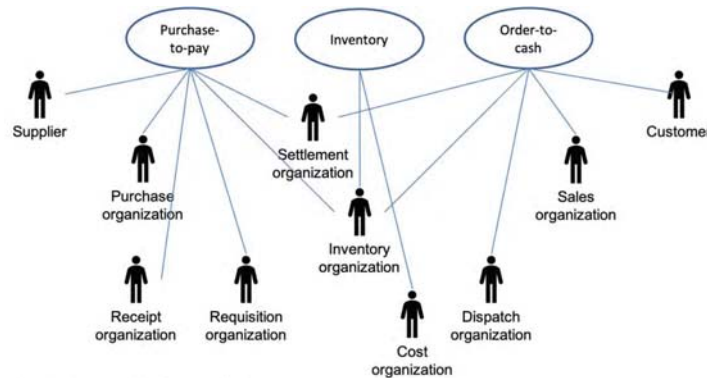 Purchase-
to-pay
Inventory
Order-to-
cash
Supplier
Settlement
organization
Customer
Purchase
organization
Sales
organization
Inventory
organization
Receipt
organization
Requisition
organization
Dispatch
organization
Cost
organization